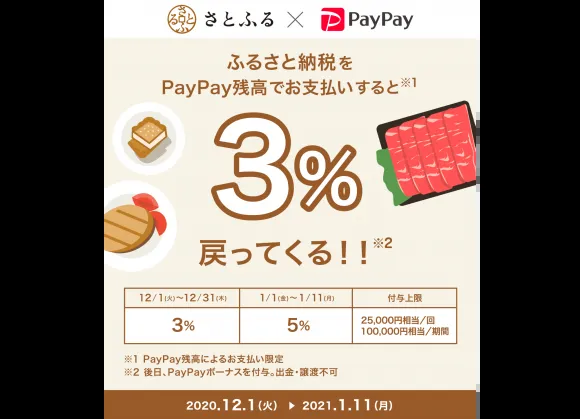 さとふる × PayPay
ふるさと納税を
PayPay残高でお支払いすると※1
3%
戻ってくる!!※2
12/1(火)〜12/31(木) 1/1(金)〜1/11(月) 付与上限
3% 5% 25,000円相当/回
100,000円相当/期間
※1 PayPay残高によるお支払い限定
※2 後日、PayPayボーナスを付与。出金・譲渡不可
2020.12.1(火) ▶ 2021.1.11(月)